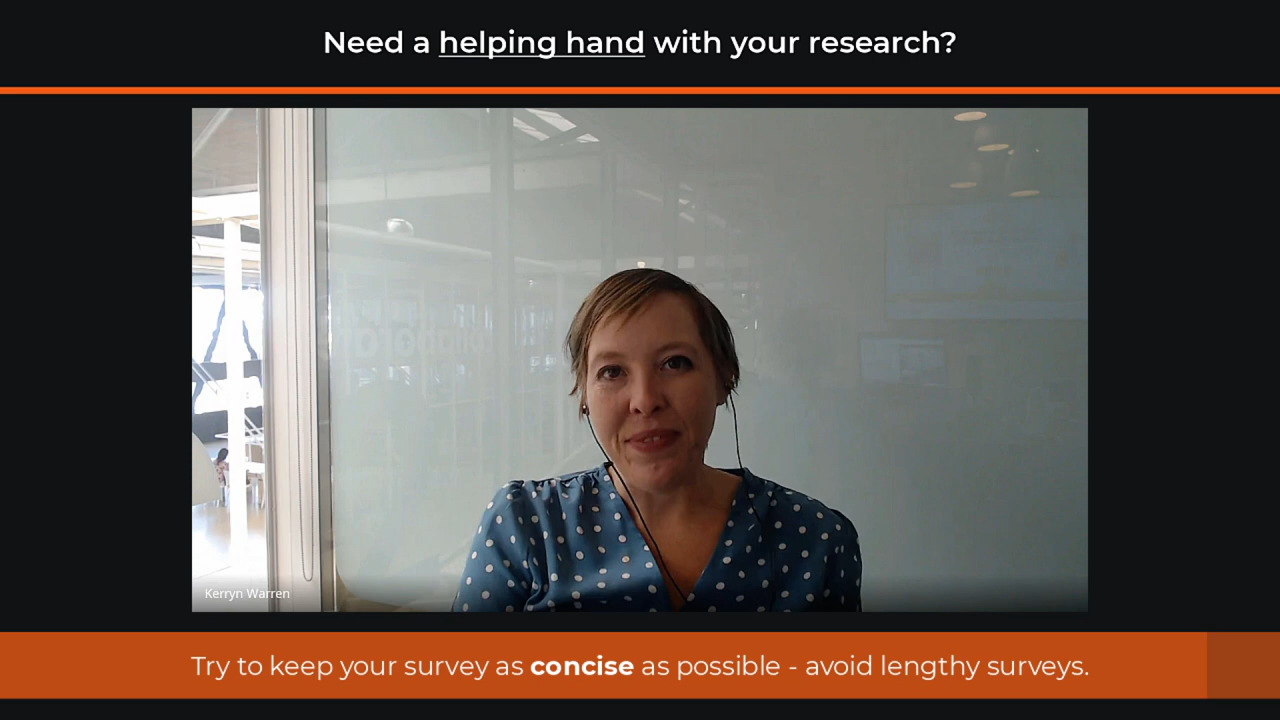 Need a helping hand with your research?
Kerryn Warren
Try to keep your survey as concise as possible - avoid lengthy surveys.